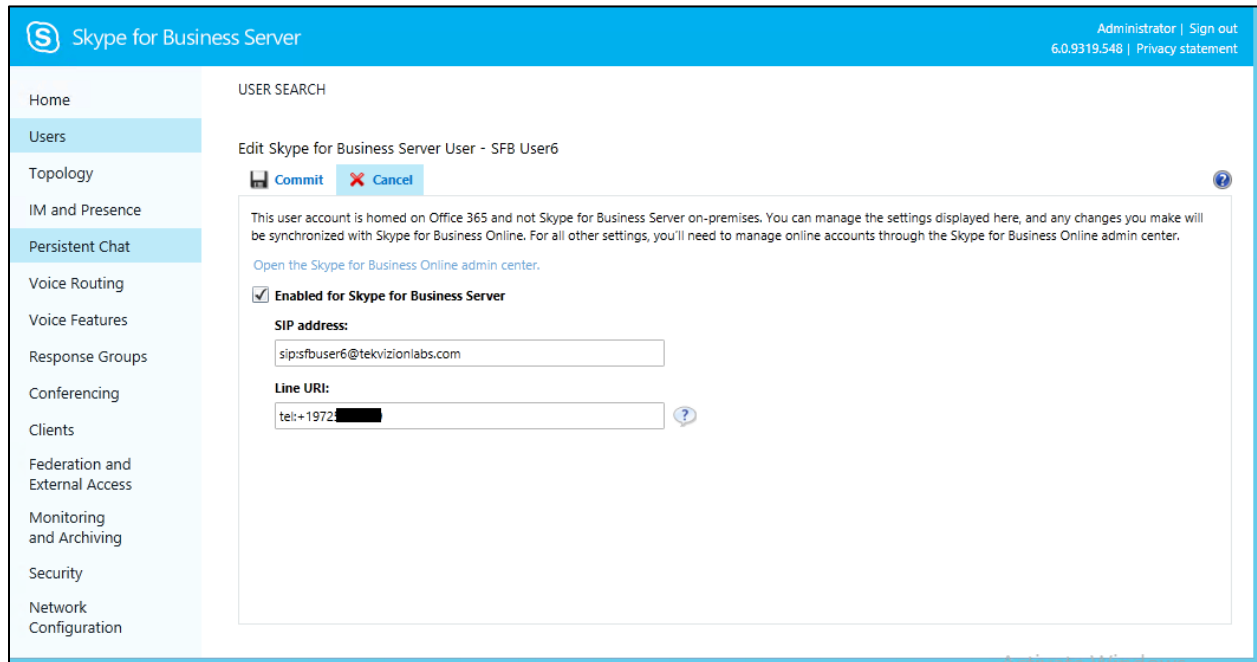 Skype for Business Server
Administrator | Sign out
6.0.9319.548 | Privacy statement
Home
Users
Topology
IM and Presence
Persistent Chat
Voice Routing
Voice Features
Response Groups
Conferencing
Clients
Federation and
External Access
Monitoring
and Archiving
Security
Network
Configuration
USER SEARCH
Edit Skype for Business Server User - SFB User6
Commit Cancel
This user account is homed on Office 365 and not Skype for Business Server on-premises. You can manage the settings displayed here, and any changes you make will
be synchronized with Skype for Business Online. For all other settings, you'll need to manage online accounts through the Skype for Business Online admin center.
Open the Skype for Business Online admin center.
Enabled for Skype for Business Server
SIP address:
sip:sfbuser6@tekvizionlabs.com
Line URI:
tel:+1972